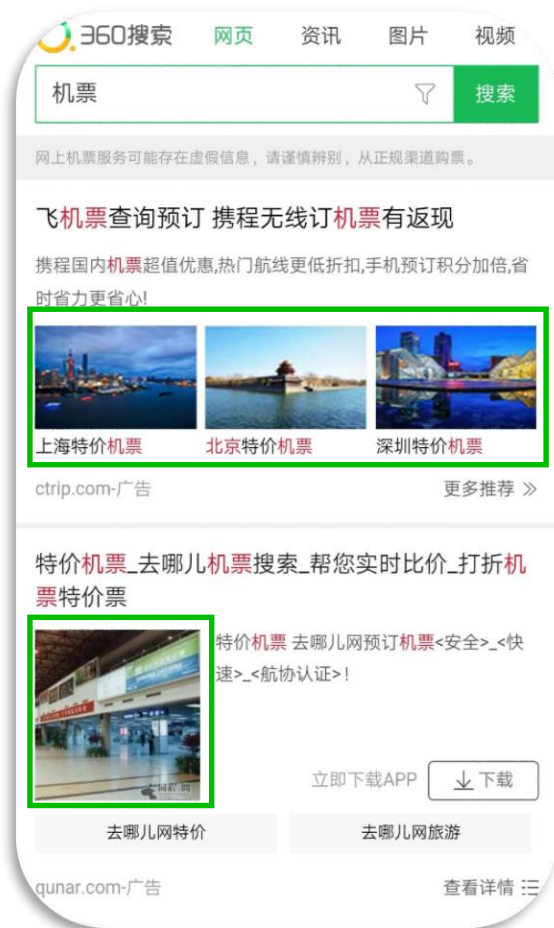 360搜索 网页 资讯 图片 视频
机票 搜索
网上机票服务可能存在虚假信息，请谨慎辨别，从正规渠道购票。
飞机票查询预订 携程无线订机票有返现
携程国内机票超值优惠,热门航线更低折扣,手机预订积分加倍,省
时省力更省心!
上海特价机票 北京特价机票 深圳特价机票
ctrip.com-广告 更多推荐
特价机票_去哪儿机票搜索_帮您实时比价_打折机
票特价票
特价机票 去哪儿网预订机票<安全>_<快
速>_<航协认证>!
立即下载APP 下载
去哪儿网特价 去哪儿网旅游
qunar.com-广告 查看详情